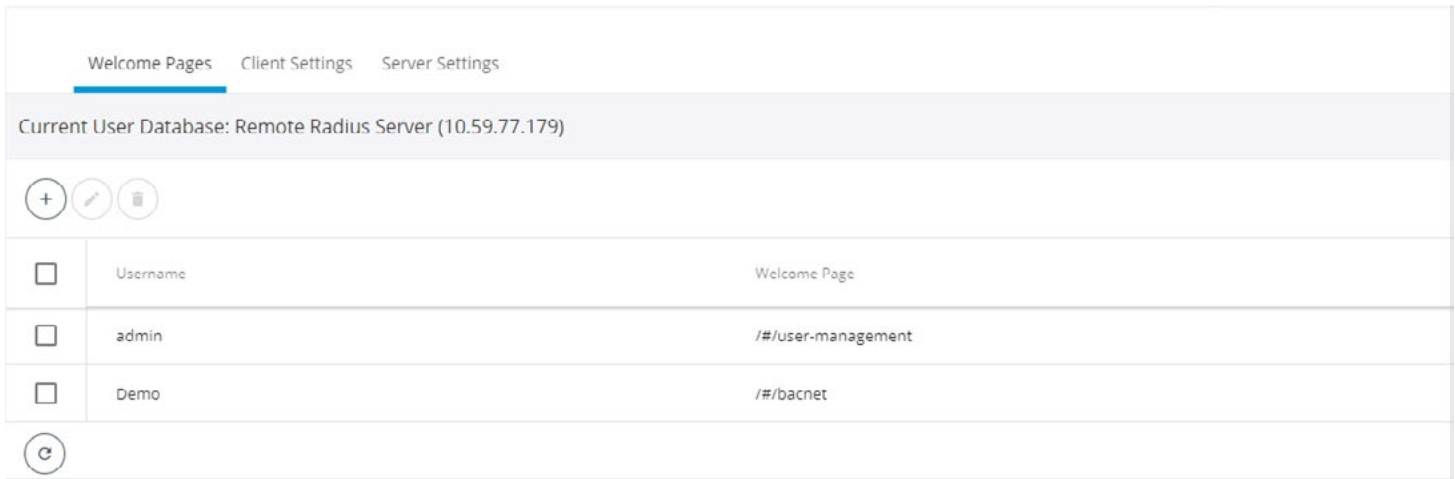 Welcome Pages Client Settings Server Settings
Current User Database: Remote Radius Server (10.59.77.179)
Username Welcome Page
admin /#/user-management
Demo /#/bacnet